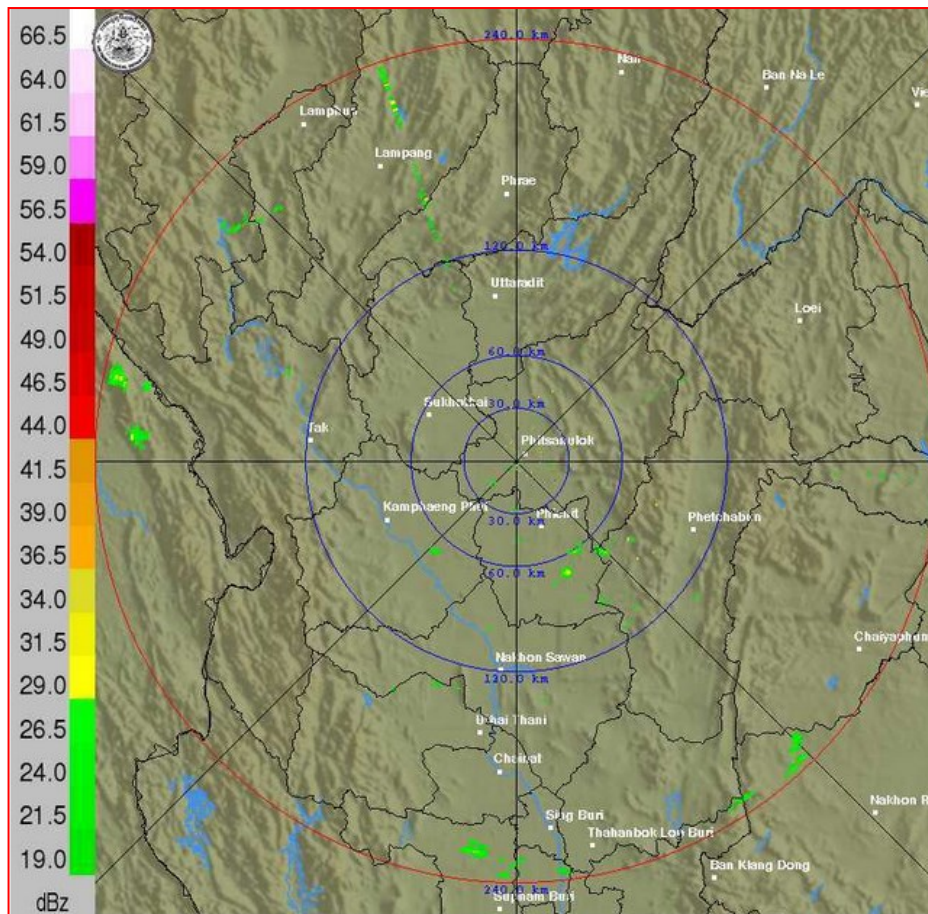 66.5
64.0
61.5
59.0
56.5
54.0
51.5
49.0
46.5
44.0
41.5
39.0
36.5
34.0
31.5
29.0
26.5
24.0
21.5
19.0
dBz
240.0 km
Nan
Ban Na Le
Vie
Lamphun
Lampang
Phrae
120.0 km
Uttaradit
Loei
60.0 km
Sukhothai
30.0 km
Tak
Phitsanulok
Kamphaeng Phet
Phichit
30.0 km
Phetchabun
60.0 km
Chaiyaphum
Nakhon Sawan
120.0 km
Uthai Thani
Chainat
Sing Buri
Nakhon R
Thahanbok Lop Buri
Ban Klang Dong
240.0 km
Suphan Buri